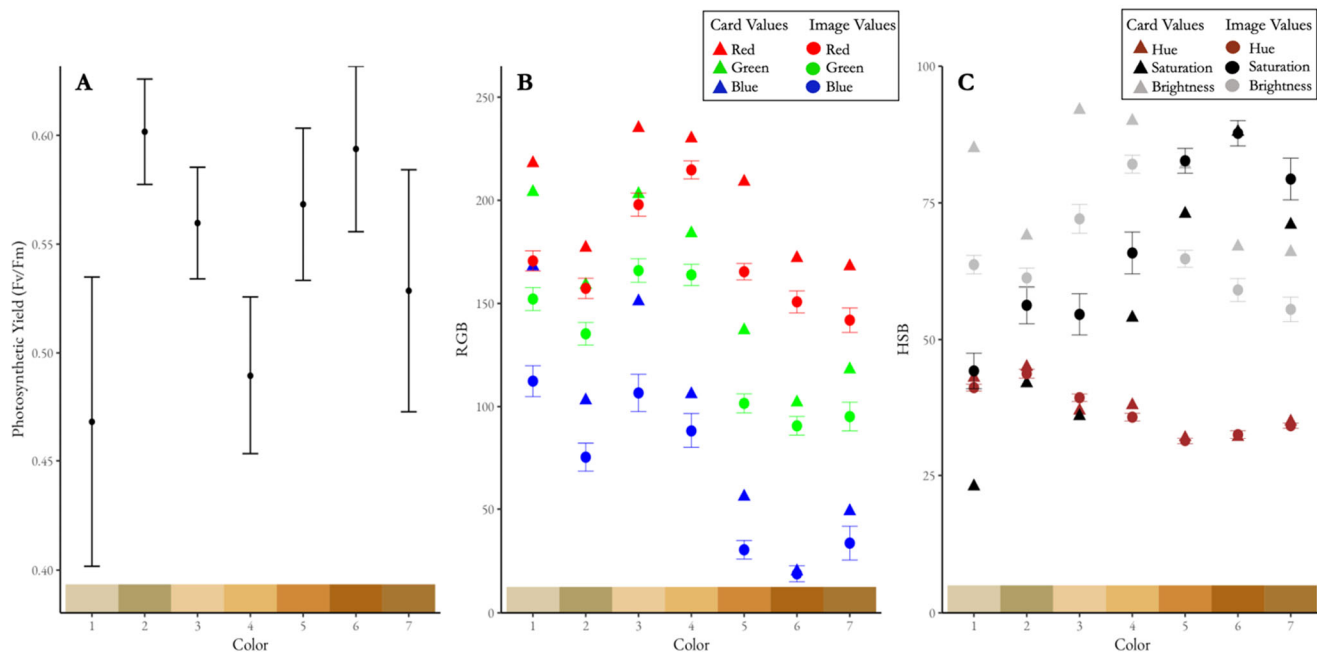 Card Values Image Values
Red Red
Green Green
Blue Blue
Card Values Image Values
Hue Hue
Saturation Saturation
Brightness Brightness
A
Photosynthetic Yield (Fv/Fm)
0.60
0.55
0.50
0.45
0.40
1 2 3 4 5 6 7
Color
B
RGB
250
200
150
100
50
0
1 2 3 4 5 6 7
Color
C
HSB
100
75
50
25
0
1 2 3 4 5 6 7
Color